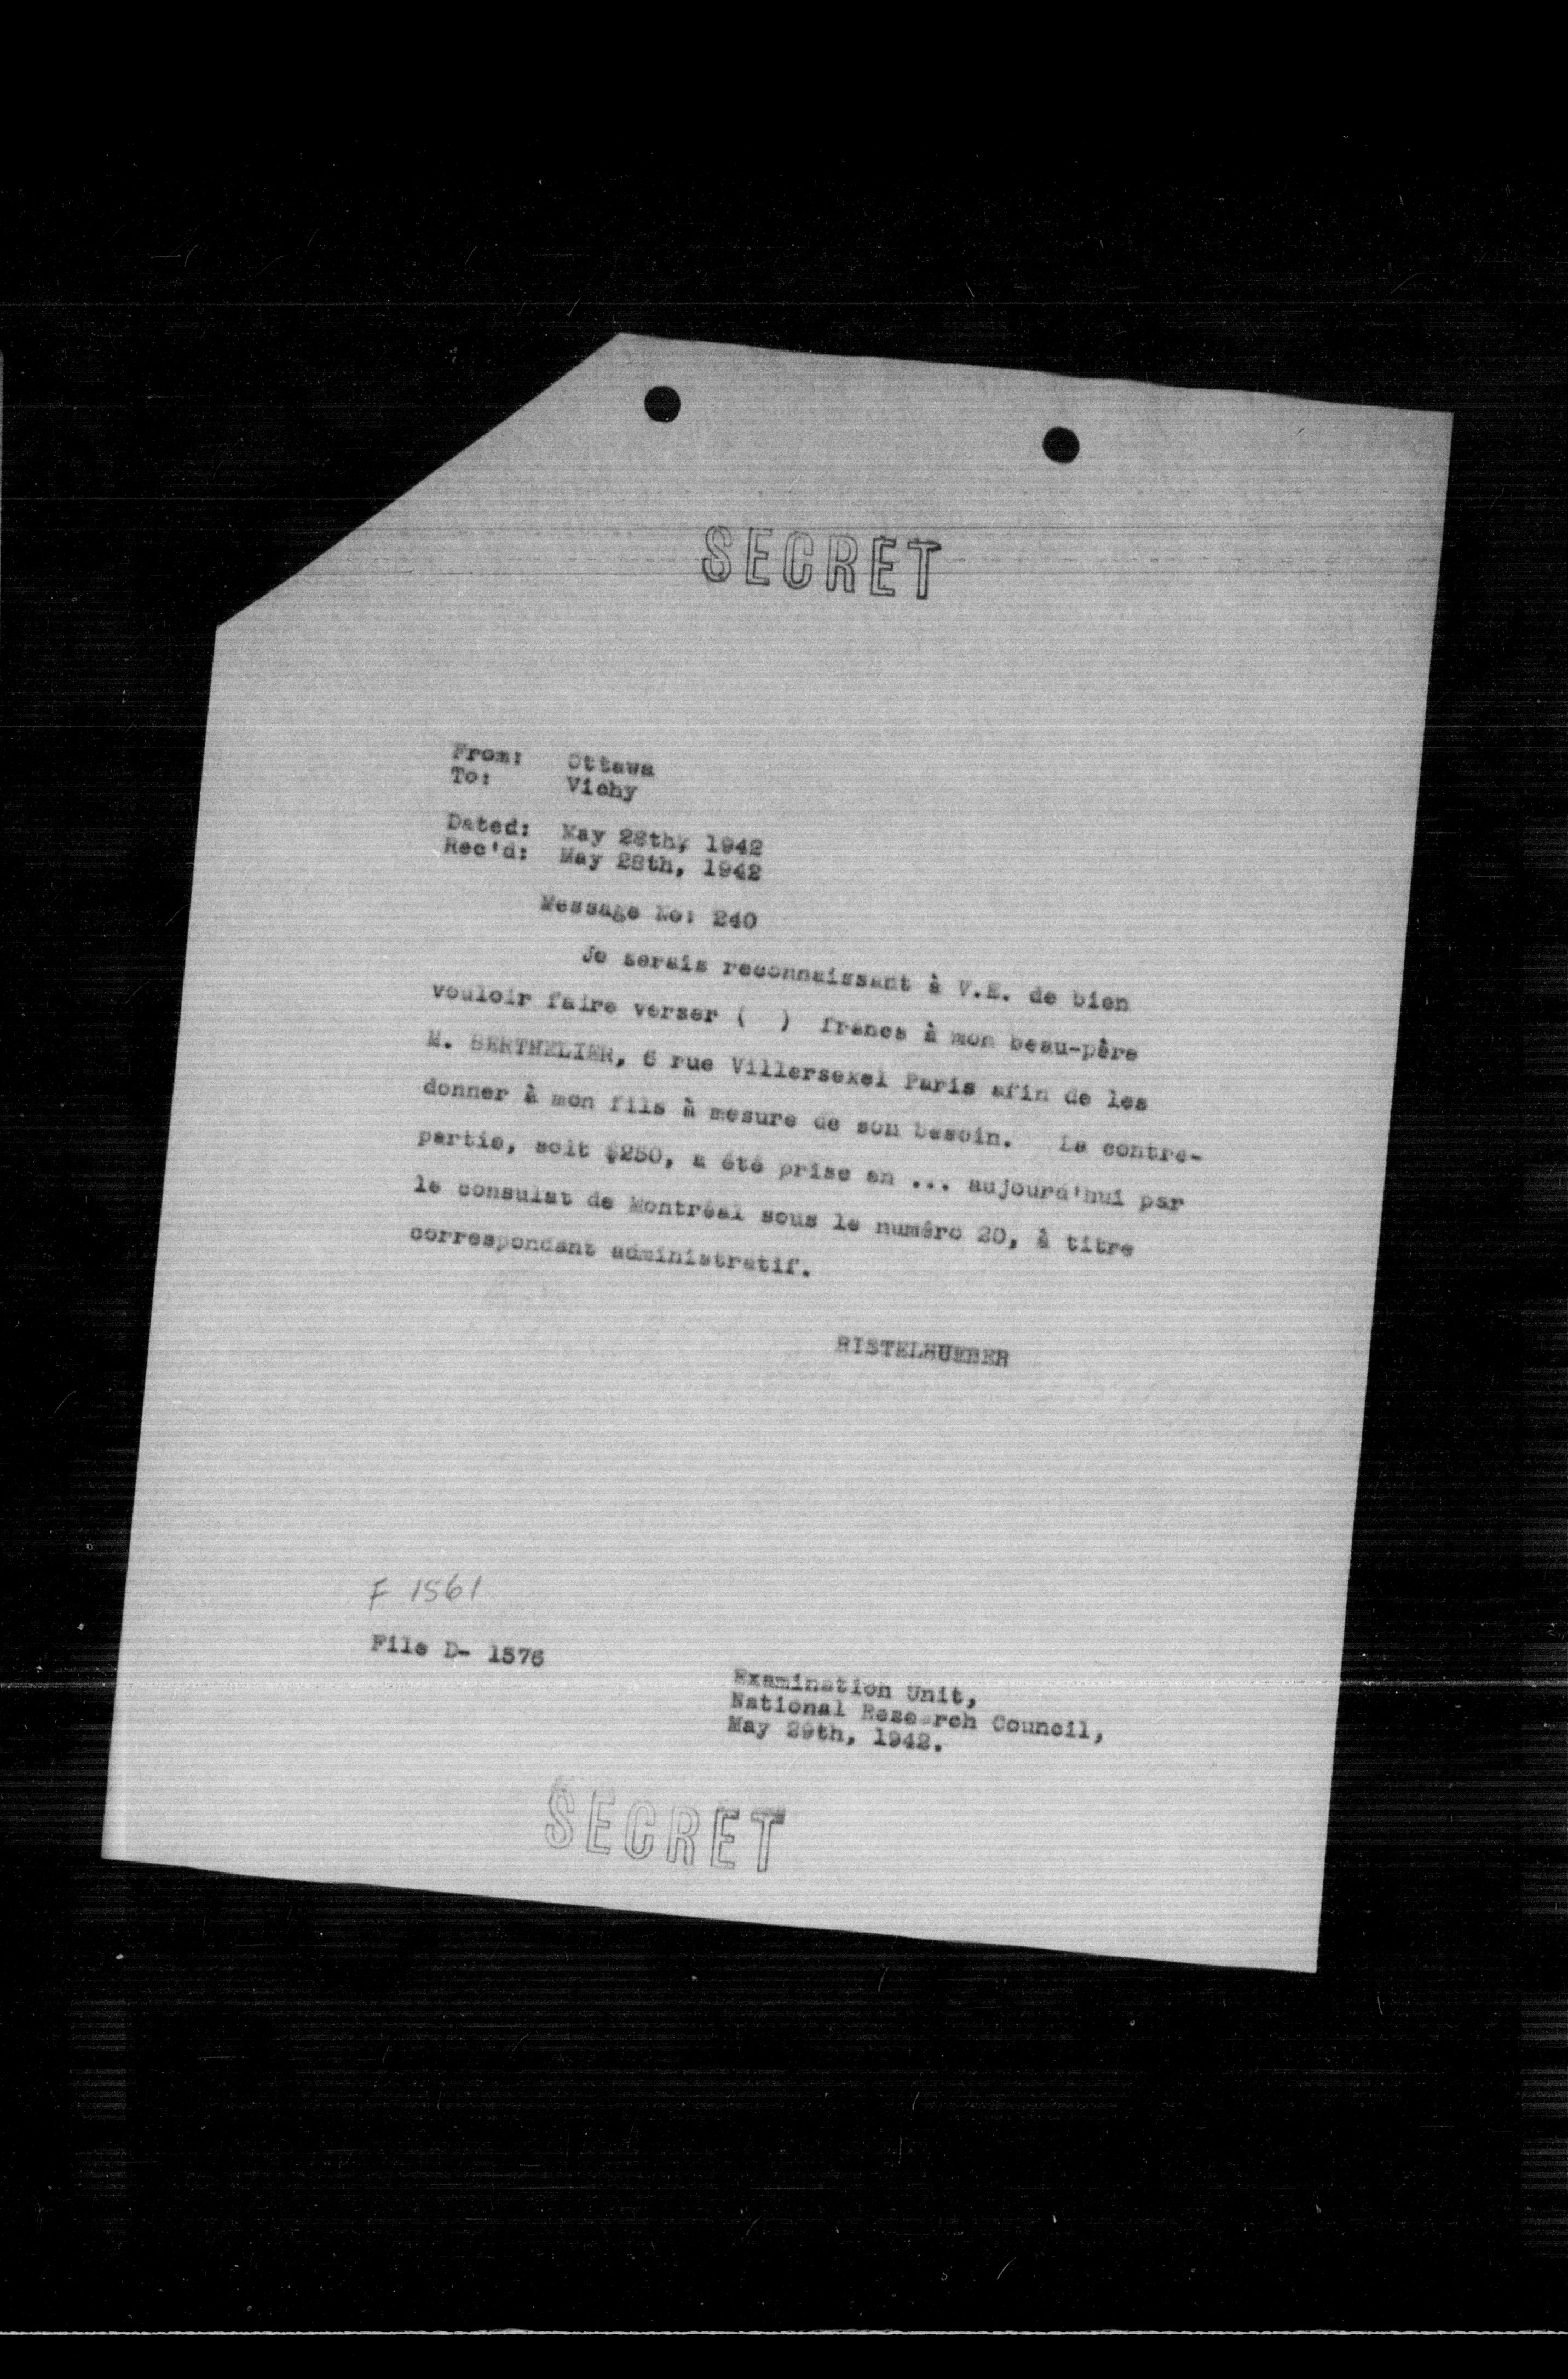 SECRET
From: Ottawa
To: Vichy
Dated: May 28th, 1942
Rec'd: May 28th, 1942
Message No: 240
Je serais reconnaissant à V.E. de bien
vouloir faire verser ( ) francs à mon beau-père
M. BERTHELIER, 6 rue Villersexel Paris afin de les
donner à mon fils à mesure de son besoin. La contre-
partie, soit $250, a été prise en ... aujourd'hui par
le consulat de Montréal sous le numéro 20, à titre
correspondant administratif.
RISTELHUEBER
F 1561
File D- 1576
Examination Unit,
National Research Council,
May 29th, 1942.
SECRET